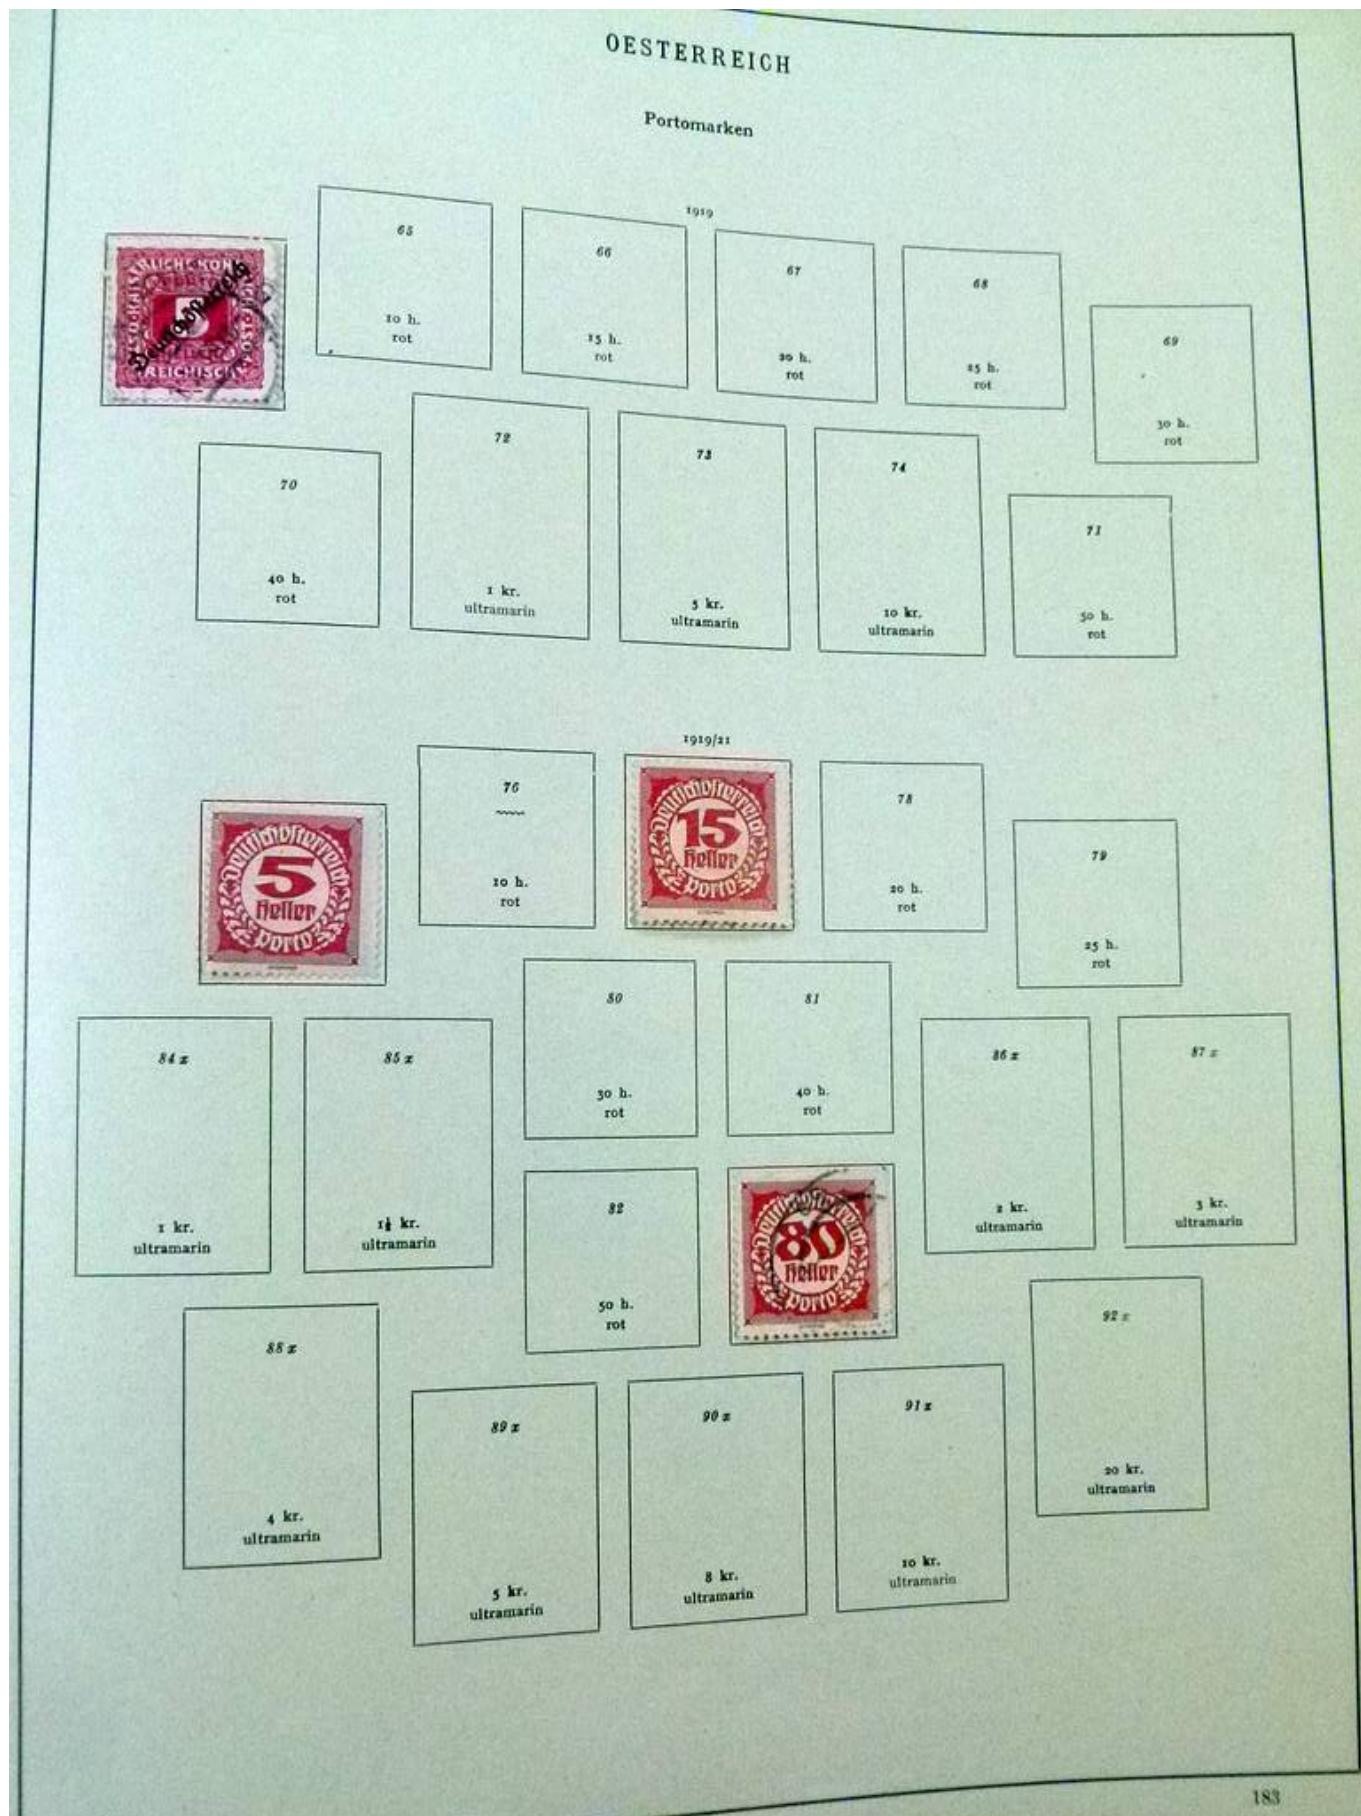 OESTERREICH
Portomarken
1919
Deutschösterreich
5
65
10 h.
rot
66
15 h.
rot
67
20 h.
rot
68
25 h.
rot
69
30 h.
rot
70
40 h.
rot
72
1 kr.
ultramarin
73
5 kr.
ultramarin
74
10 kr.
ultramarin
71
50 h.
rot
1919/21
Deutschösterreich
5
Heller
Porto
76
10 h.
rot
Deutschösterreich
15
Heller
Porto
78
20 h.
rot
79
25 h.
rot
80
30 h.
rot
81
40 h.
rot
84 x
1 kr.
ultramarin
85 x
1½ kr.
ultramarin
82
50 h.
rot
Deutschösterreich
80
Heller
Porto
86 x
2 kr.
ultramarin
87 x
3 kr.
ultramarin
88 x
4 kr.
ultramarin
89 x
5 kr.
ultramarin
90 x
8 kr.
ultramarin
91 x
10 kr.
ultramarin
92 x
20 kr.
ultramarin
183